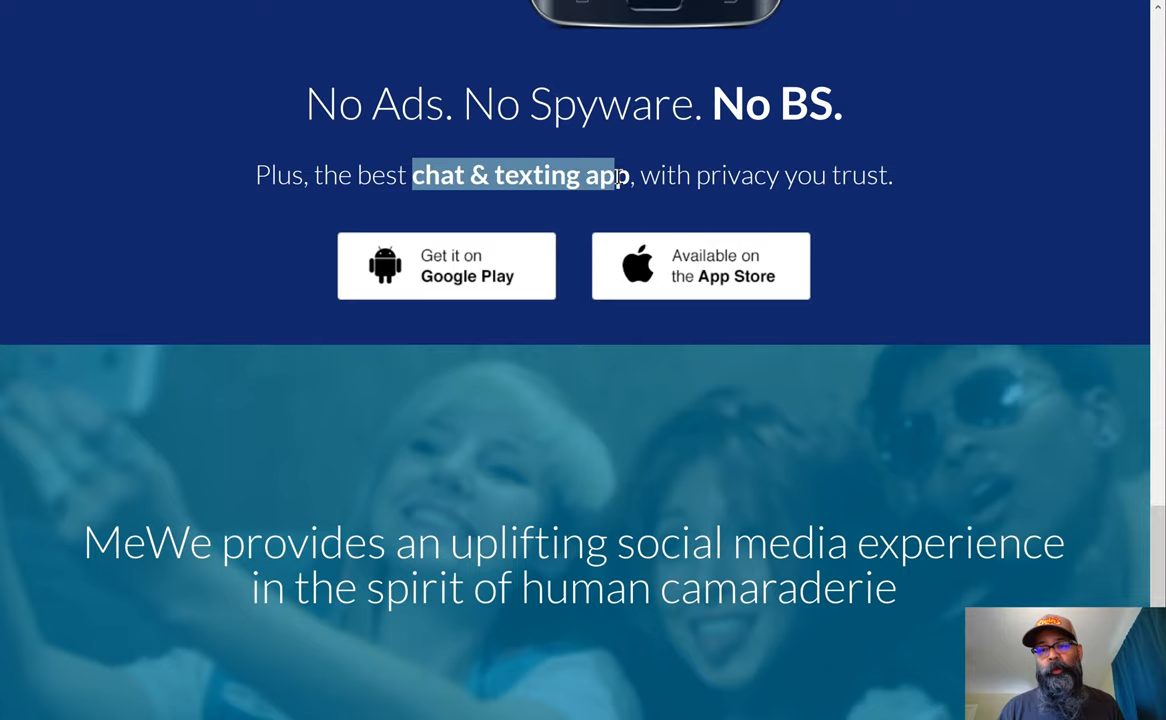 No Ads. No Spyware. No BS.
Plus, the best chat & texting app, with privacy you trust.
Get it on
Google Play
Available on
the App Store
MeWe provides an uplifting social media experience
in the spirit of human camaraderie